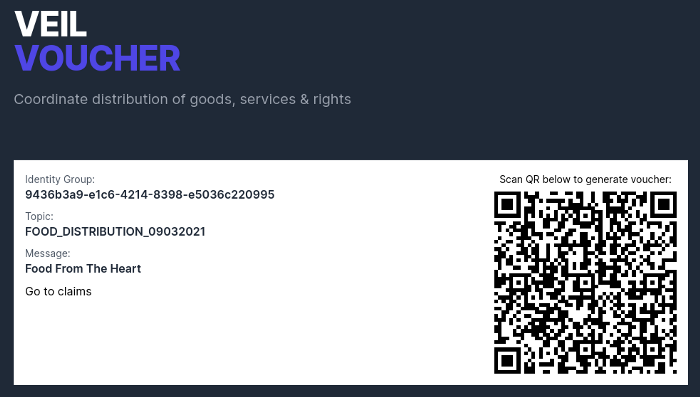 VEIL
VOUCHER
Coordinate distribution of goods, services & rights
Identity Group:
9436b3a9-e1c6-4214-8398-e5036c220995
Topic:
FOOD_DISTRIBUTION_09032021
Message:
Food From The Heart
Go to claims
Scan QR below to generate voucher: